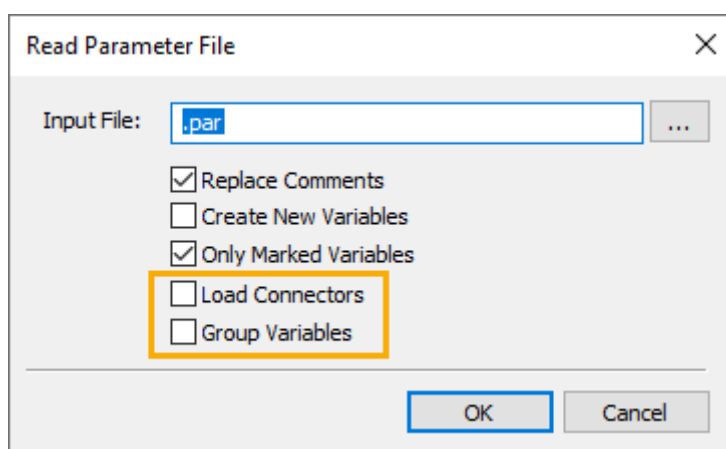 Read Parameter File
Input File: .par ...
Replace Comments
Create New Variables
Only Marked Variables
Load Connectors
Group Variables
OK Cancel